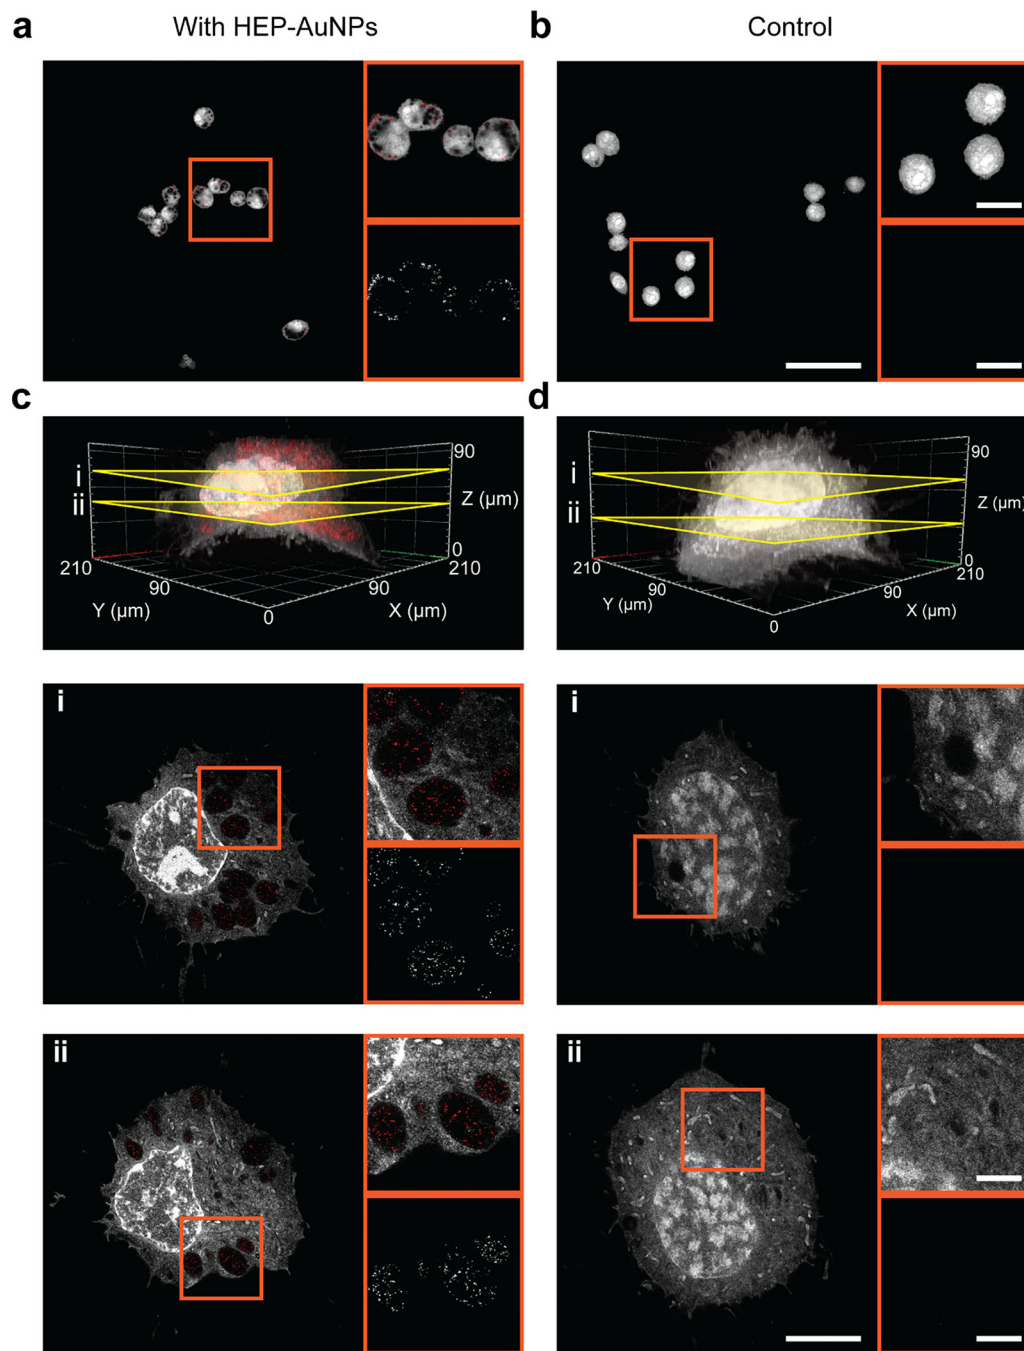 a With HEP-AuNPs
b Control
c
90
i
ii
Z (µm)
0
210 210
90 90
Y (µm) X (µm)
0
d
90
i
ii
Z (µm)
0
210 210
90 90
Y (µm) X (µm)
0
i
i
ii
ii